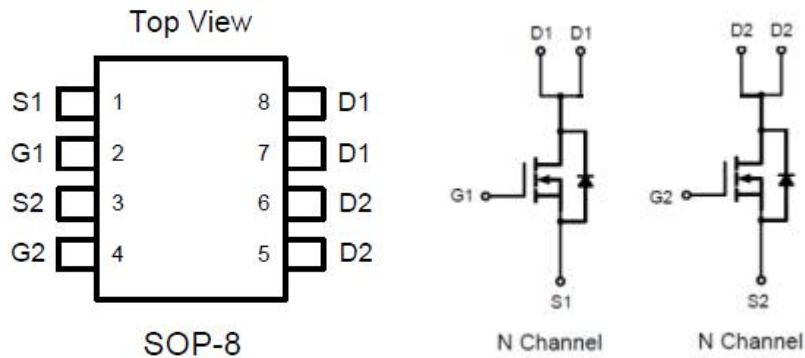 Top View
S1 1 8 D1
G1 2 7 D1
S2 3 6 D2
G2 4 5 D2
SOP-8
D1 D1
G1
S1
N Channel
D2 D2
G2
S2
N Channel